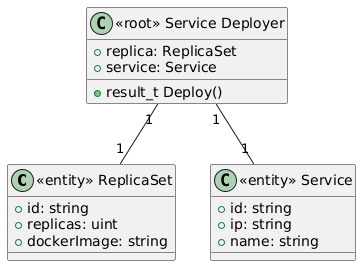 C «root» Service Deployer
replica: ReplicaSet
service: Service
result_t Deploy()
1 1
1 1
C «entity» ReplicaSet
id: string
replicas: uint
dockerImage: string
C «entity» Service
id: string
ip: string
name: string